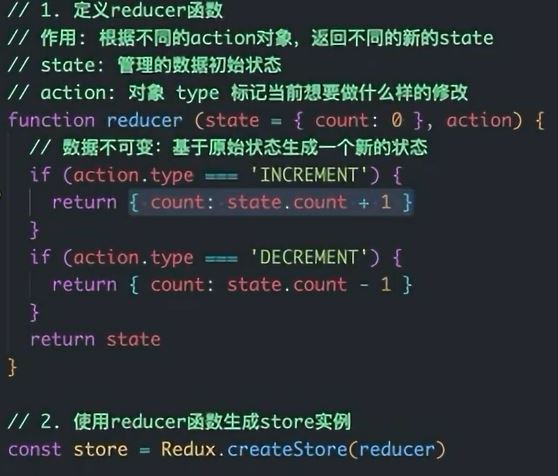 // 1. 定义reducer函数
// 作用: 根据不同的action对象，返回不同的新的state
// state: 管理的数据初始状态
// action: 对象 type 标记当前想要做什么样的修改
function reducer (state = { count: 0 }, action) {
  // 数据不可变：基于原始状态生成一个新的状态
  if (action.type === 'INCREMENT') {
    return { count: state.count + 1 }
  }
  if (action.type === 'DECREMENT') {
    return { count: state.count - 1 }
  }
  return state
}

// 2. 使用reducer函数生成store实例
const store = Redux.createStore(reducer)